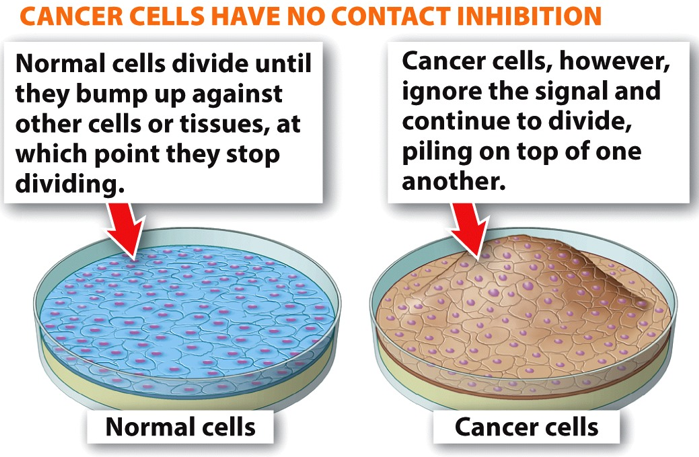 CANCER CELLS HAVE NO CONTACT INHIBITION
Normal cells divide until
they bump up against
other cells or tissues, at
which point they stop
dividing.
Cancer cells, however,
ignore the signal and
continue to divide,
piling on top of one
another.
Normal cells
Cancer cells